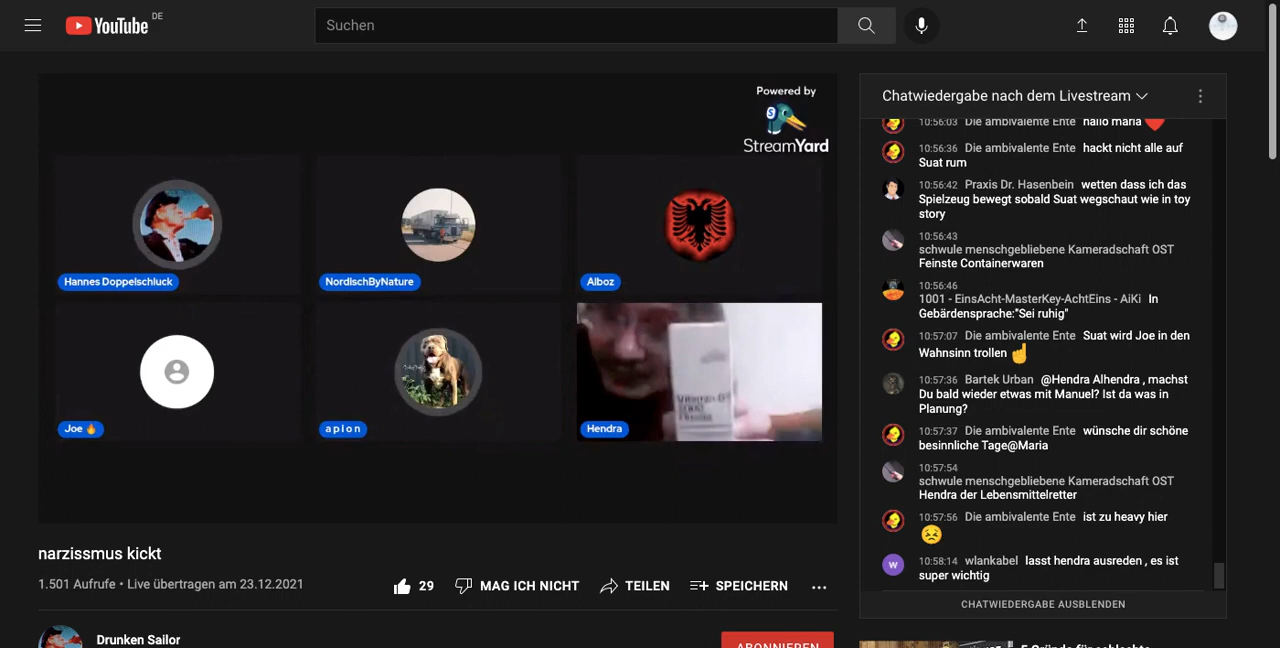 YouTube DE
Suchen
Powered by
StreamYard
Hannes Doppelschluck
NordischByNature
Alboz
Joe 🔥
a p i o n
Hendra
narzissmus kickt
1.501 Aufrufe • Live übertragen am 23.12.2021
29
MAG ICH NICHT
TEILEN
SPEICHERN
Drunken Sailor
ABONNIEREN
Chatwiedergabe nach dem Livestream
10:56:03 Die ambivalente Ente hallo maria ❤️
10:56:36 Die ambivalente Ente hackt nicht alle auf
Suat rum
10:56:42 Praxis Dr. Hasenbein wetten dass ich das
Spielzeug bewegt sobald Suat wegschaut wie in toy
story
10:56:43
schwule menschgebliebene Kameradschaft OST
Feinste Containerwaren
10:56:46
1001 - EinsAcht-MasterKey-AchtEins - AiKi In
Gebärdensprache:"Sei ruhig"
10:57:07 Die ambivalente Ente Suat wird Joe in den
Wahnsinn trollen ☝️
10:57:36 Bartek Urban @Hendra Alhendra , machst
Du bald wieder etwas mit Manuel? Ist da was in
Planung?
10:57:37 Die ambivalente Ente wünsche dir schöne
besinnliche Tage@Maria
10:57:54
schwule menschgebliebene Kameradschaft OST
Hendra der Lebensmittelretter
10:57:56 Die ambivalente Ente ist zu heavy hier
😣
W
10:58:14 wlankabel lasst hendra ausreden , es ist
super wichtig
CHATWIEDERGABE AUSBLENDEN
5 Gründe für schlechte